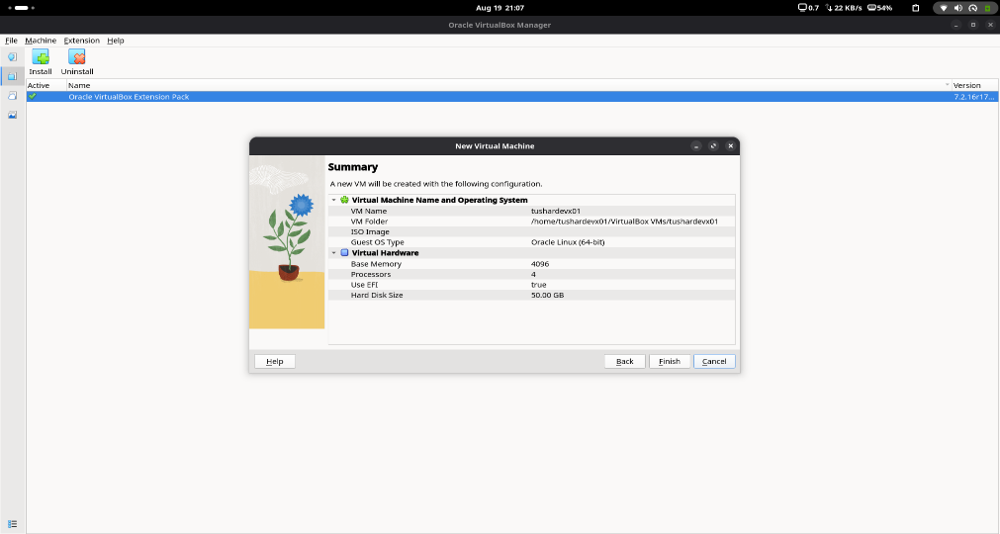 Aug 19 21:07
0.7 22 KB/s 54%
Oracle VirtualBox Manager
File Machine Extension Help
Install Uninstall
Active Name Version
Oracle VirtualBox Extension Pack 7.2.16r17...
New Virtual Machine
Summary
A new VM will be created with the following configuration.
Virtual Machine Name and Operating System
VM Name tushardevx01
VM Folder /home/tushardevx01/VirtualBox VMs/tushardevx01
ISO Image
Guest OS Type Oracle Linux (64-bit)
Virtual Hardware
Base Memory 4096
Processors 4
Use EFI true
Hard Disk Size 50.00 GB
Help Back Finish Cancel